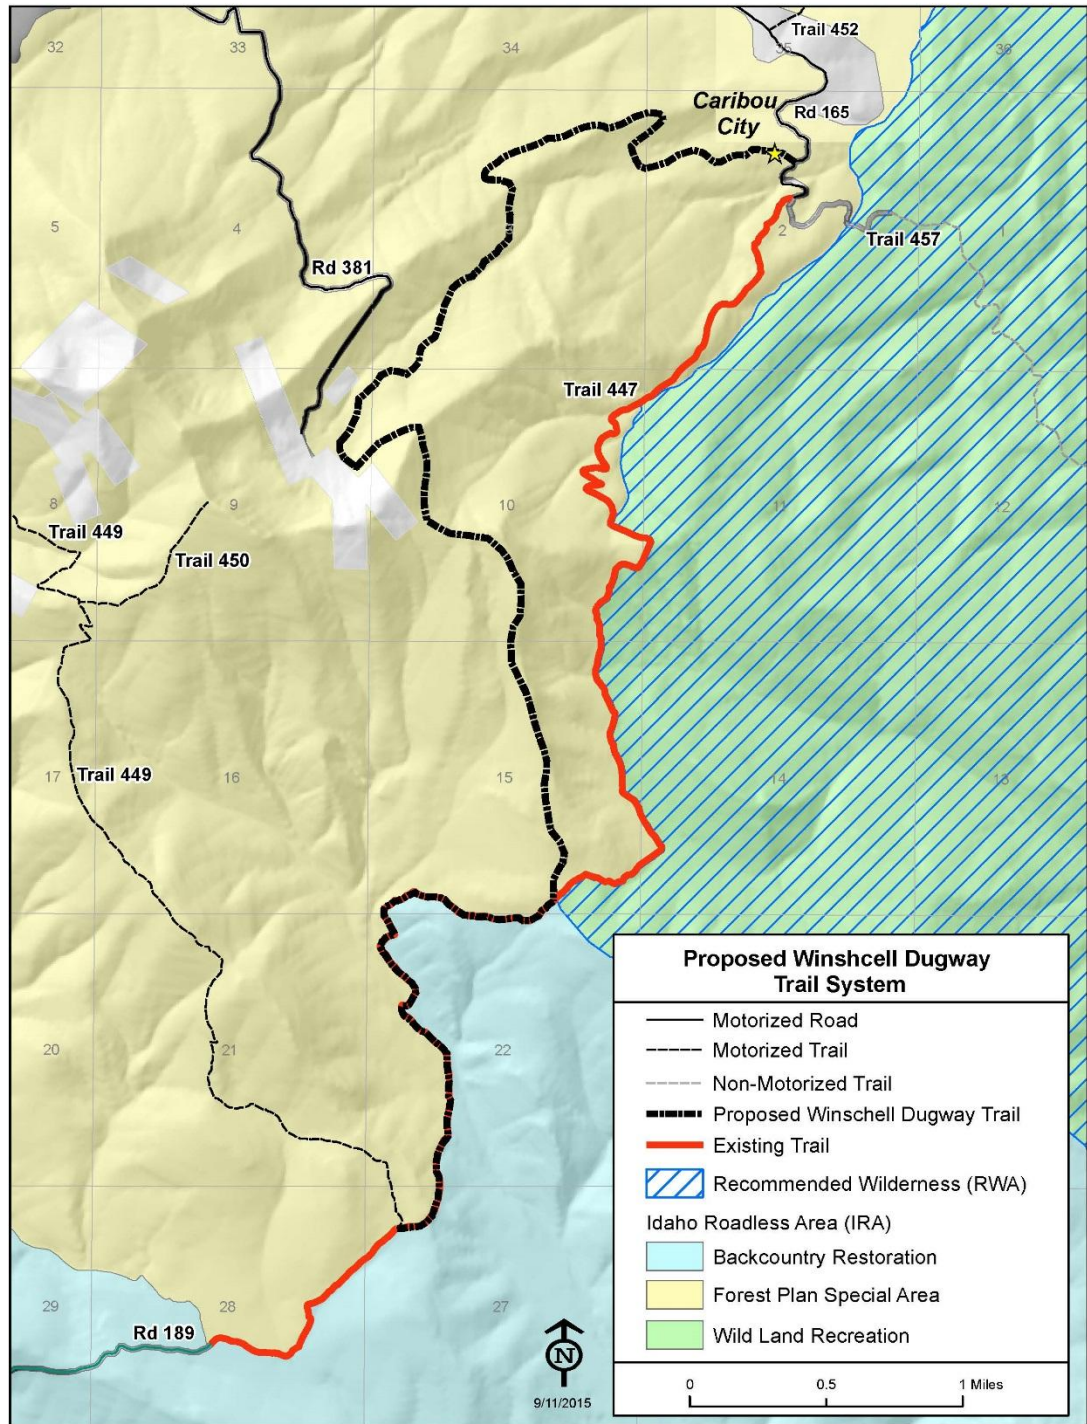 32
33
34
Trail 452
35
36
Caribou
City
Rd 165
5
4
2
1
Trail 457
Rd 381
Trail 447
8
9
10
11
12
Trail 449
Trail 450
17
Trail 449
16
15
14
13
20
21
22
29
28
27
Rd 189
N
9/11/2015
Proposed Winshcell Dugway
Trail System
Motorized Road
Motorized Trail
Non-Motorized Trail
Proposed Winschell Dugway Trail
Existing Trail
Recommended Wilderness (RWA)
Idaho Roadless Area (IRA)
Backcountry Restoration
Forest Plan Special Area
Wild Land Recreation
0 0.5 1 Miles